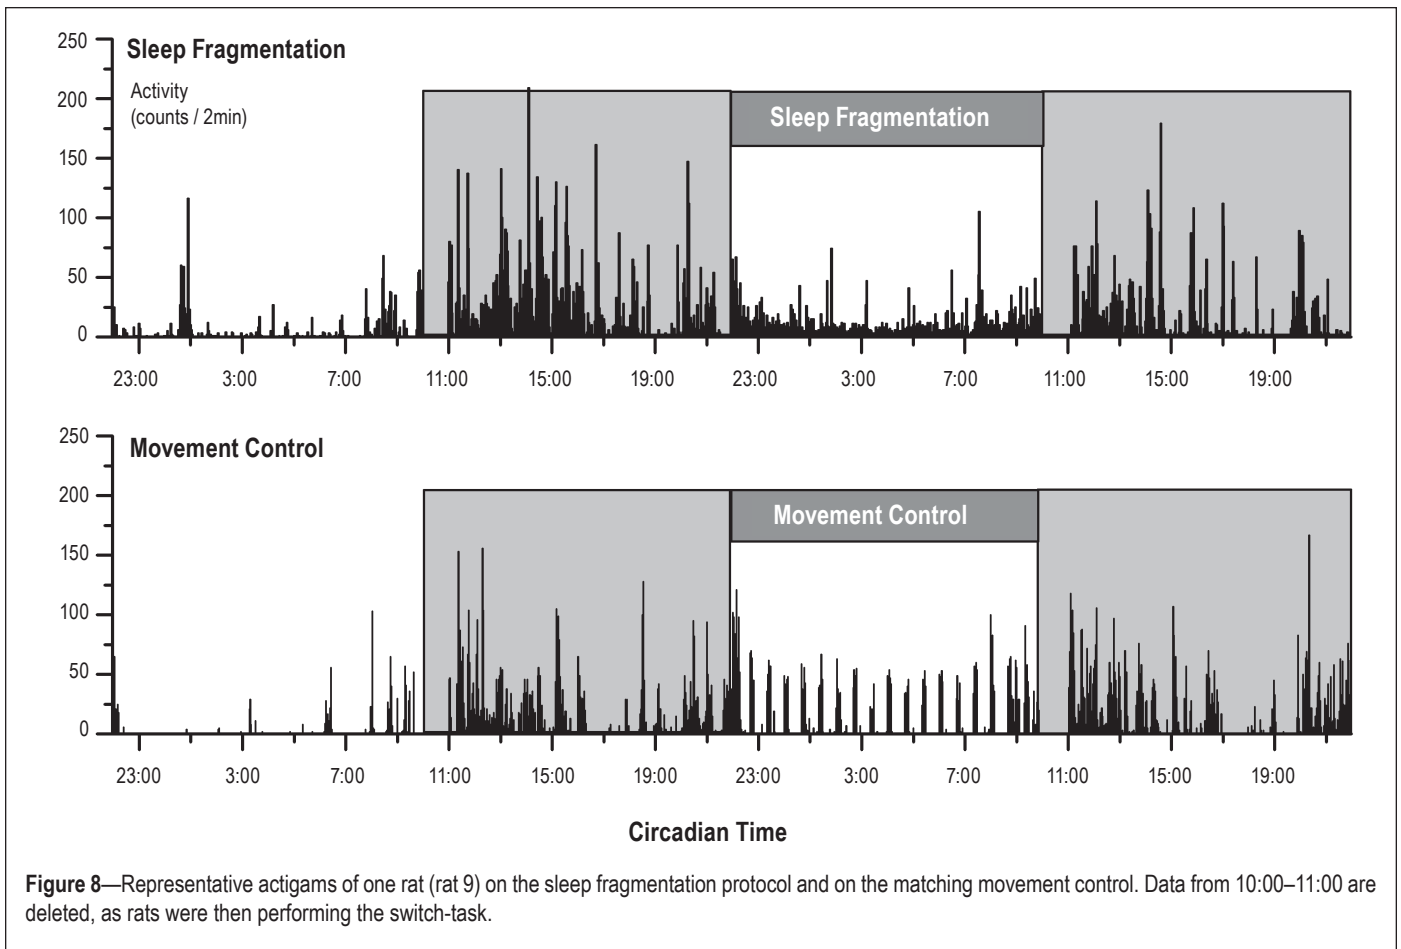 250
Sleep Fragmentation
Activity
(counts / 2min)
200
Sleep Fragmentation
150
100
50
0
23:00 3:00 7:00 11:00 15:00 19:00 23:00 3:00 7:00 11:00 15:00 19:00
250
Movement Control
200
Movement Control
150
100
50
0
23:00 3:00 7:00 11:00 15:00 19:00 23:00 3:00 7:00 11:00 15:00 19:00
Circadian Time
Figure 8—Representative actigams of one rat (rat 9) on the sleep fragmentation protocol and on the matching movement control. Data from 10:00–11:00 are
deleted, as rats were then performing the switch-task.